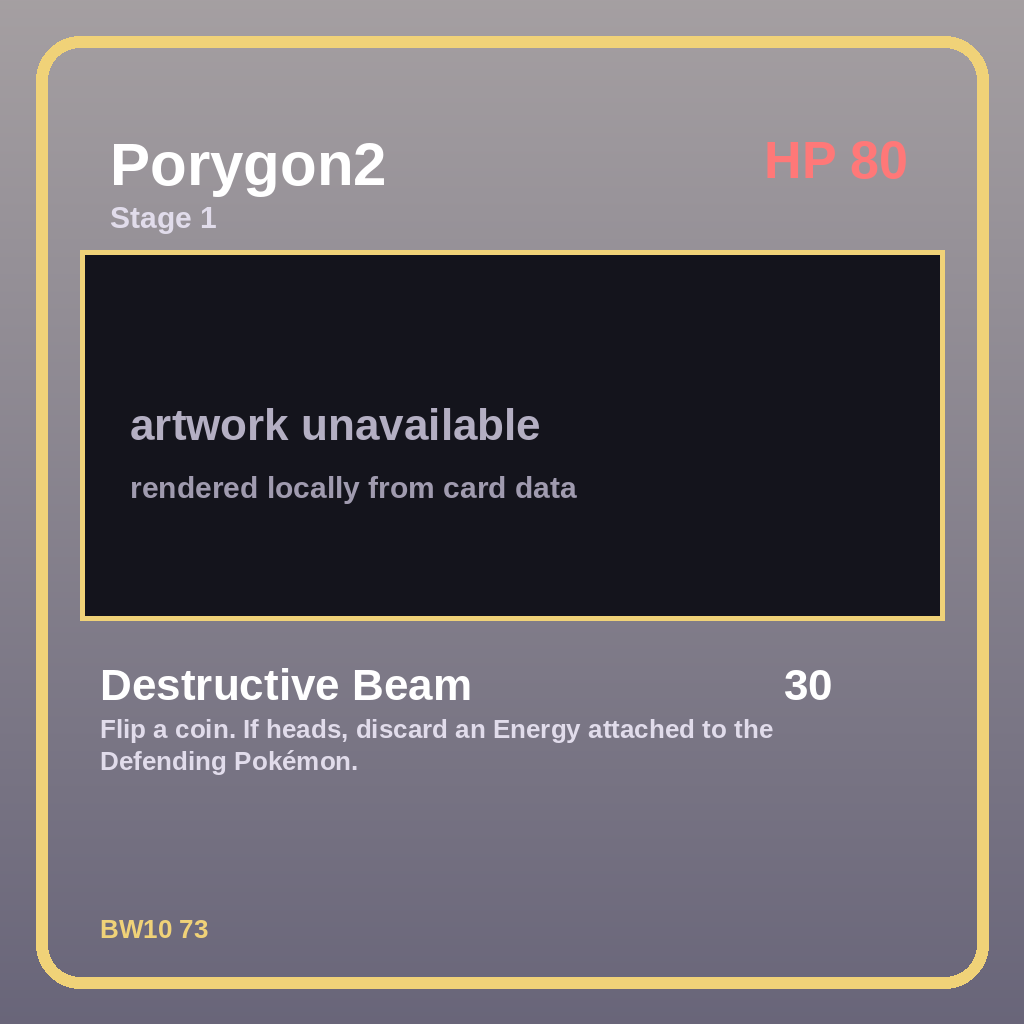 Porygon2
HP 80
Stage 1
artwork unavailable
rendered locally from card data
Destructive Beam 30
Flip a coin. If heads, discard an Energy attached to the
Defending Pokémon.
BW10 73